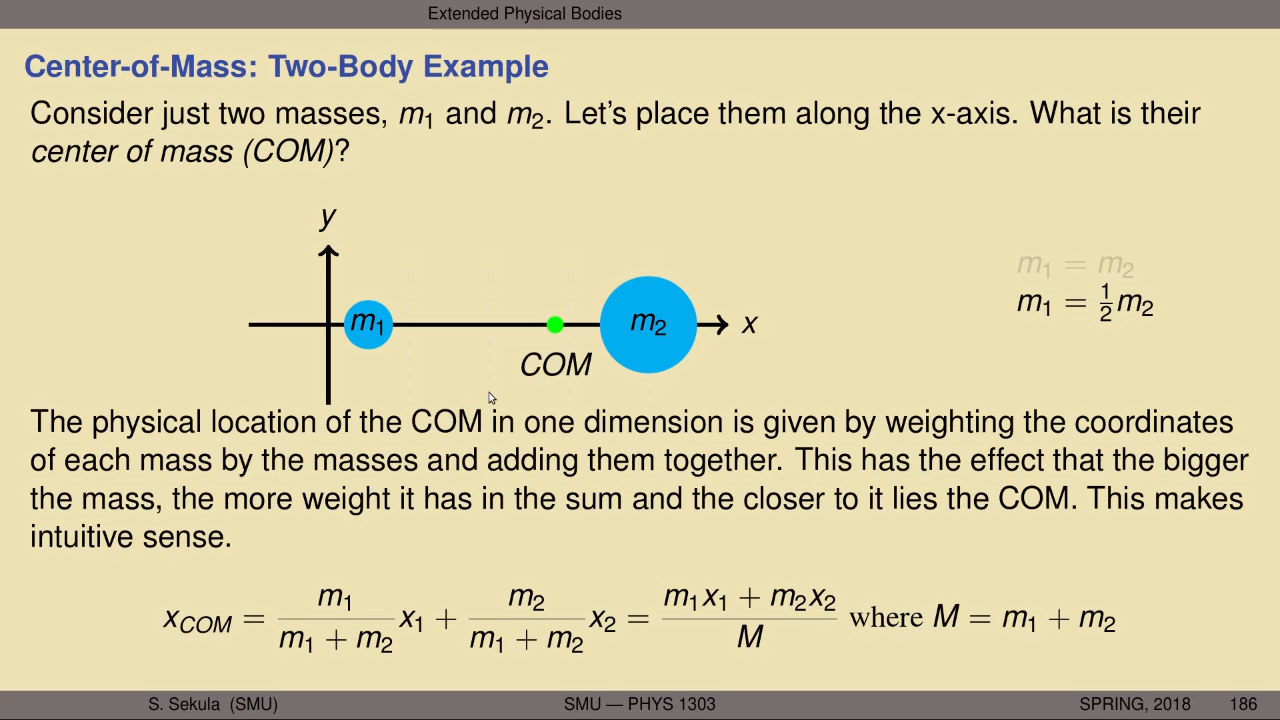 Extended Physical Bodies
Center-of-Mass: Two-Body Example
Consider just two masses, m₁ and m₂. Let's place them along the x-axis. What is their
center of mass (COM)?
y
m₁ = m₂
m₁ = ½m₂
m₁
m₂
x
COM
The physical location of the COM in one dimension is given by weighting the coordinates
of each mass by the masses and adding them together. This has the effect that the bigger
the mass, the more weight it has in the sum and the closer to it lies the COM. This makes
intuitive sense.
x_COM = m₁/(m₁ + m₂) x₁ + m₂/(m₁ + m₂) x₂ = (m₁x₁ + m₂x₂)/M where M = m₁ + m₂
S. Sekula (SMU) SMU — PHYS 1303 SPRING, 2018 186